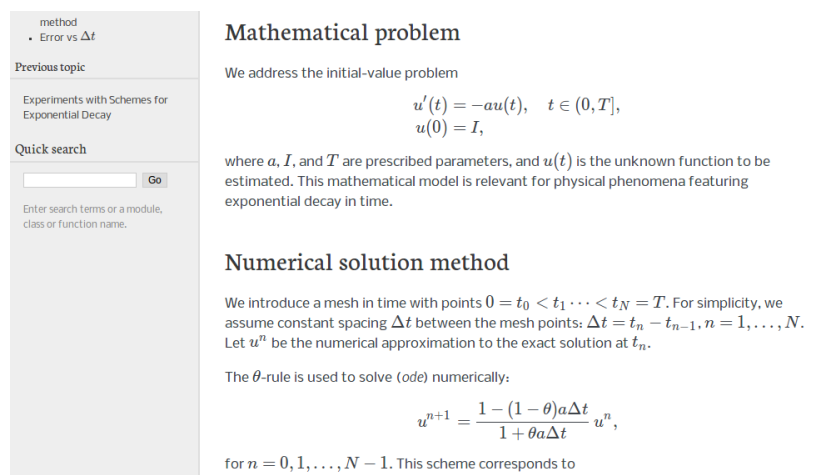 method
• Error vs Δt
Previous topic
Experiments with Schemes for
Exponential Decay
Quick search
Go
Enter search terms or a module,
class or function name.
Mathematical problem
We address the initial-value problem
u′(t) = −au(t), t ∈ (0, T],
u(0) = I,
where a, I, and T are prescribed parameters, and u(t) is the unknown function to be
estimated. This mathematical model is relevant for physical phenomena featuring
exponential decay in time.
Numerical solution method
We introduce a mesh in time with points 0 = t₀ < t₁ ⋯ < t_N = T. For simplicity, we
assume constant spacing Δt between the mesh points: Δt = tₙ − tₙ₋₁, n = 1, …, N.
Let uⁿ be the numerical approximation to the exact solution at tₙ.
The θ-rule is used to solve (ode) numerically:
uⁿ⁺¹ = (1 − (1 − θ)aΔt)/(1 + θaΔt) uⁿ,
for n = 0, 1, …, N − 1. This scheme corresponds to